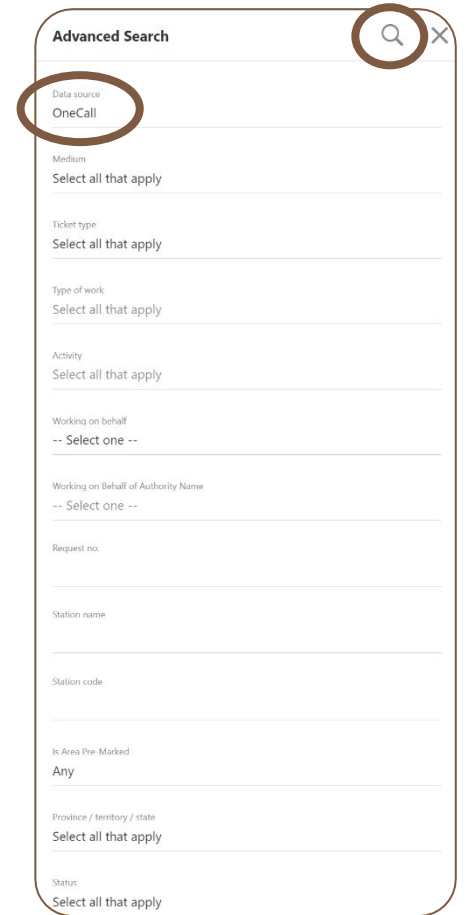 Advanced Search
Data source
OneCall
Medium
Select all that apply
Ticket type
Select all that apply
Type of work
Select all that apply
Activity
Select all that apply
Working on behalf
-- Select one --
Working on Behalf of Authority Name
-- Select one --
Request no.
Station name
Station code
Is Area Pre-Marked
Any
Province / territory / state
Select all that apply
Status
Select all that apply